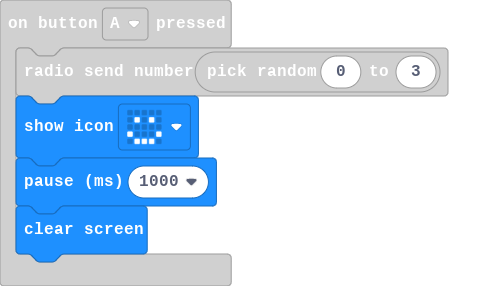 on button A pressed
radio send number pick random 0 to 3
show icon
pause (ms) 1000
clear screen